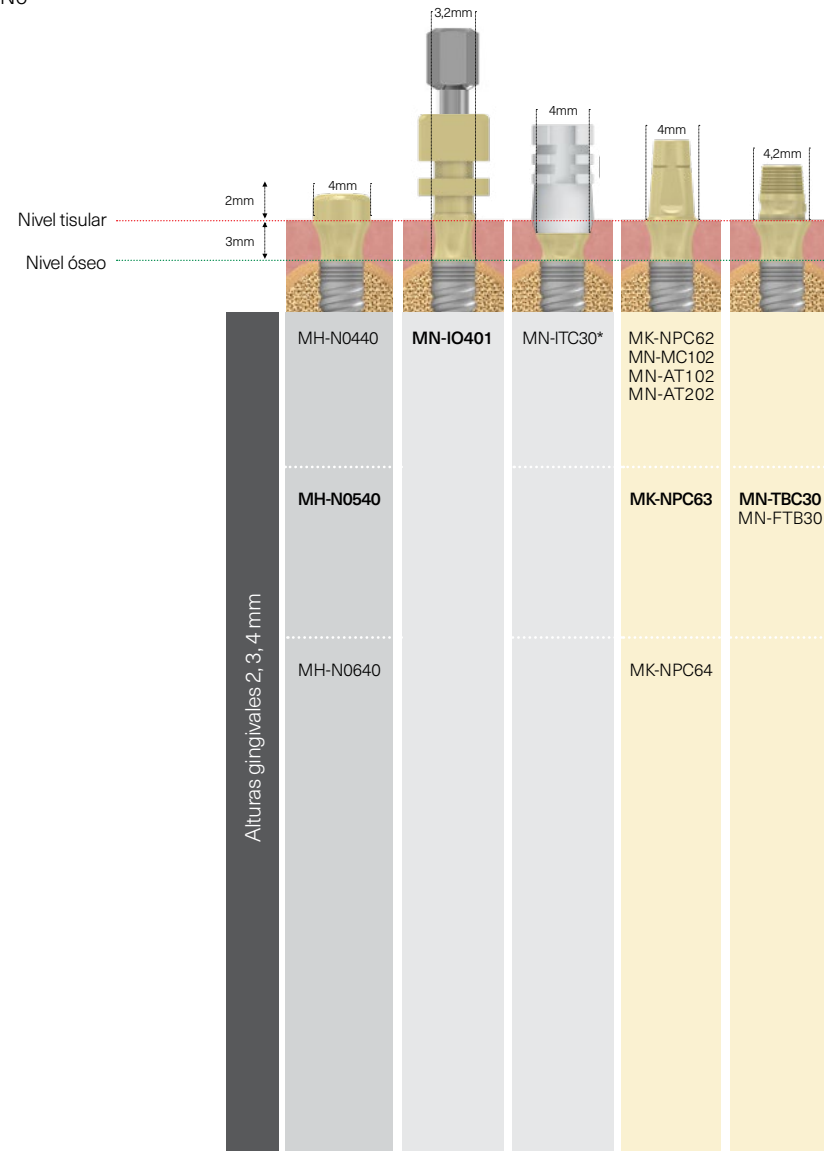 3,2mm
4mm
4mm
4,2mm
2mm
4mm
Nivel tisular
3mm
Nivel óseo
MH-N0440
MN-IO401
MN-ITC30*
MK-NPC62
MN-MC102
MN-AT102
MN-AT202
MH-N0540
MK-NPC63
MN-TBC30
MN-FTB30
Alturas gingivales 2, 3, 4 mm
MH-N0640
MK-NPC64